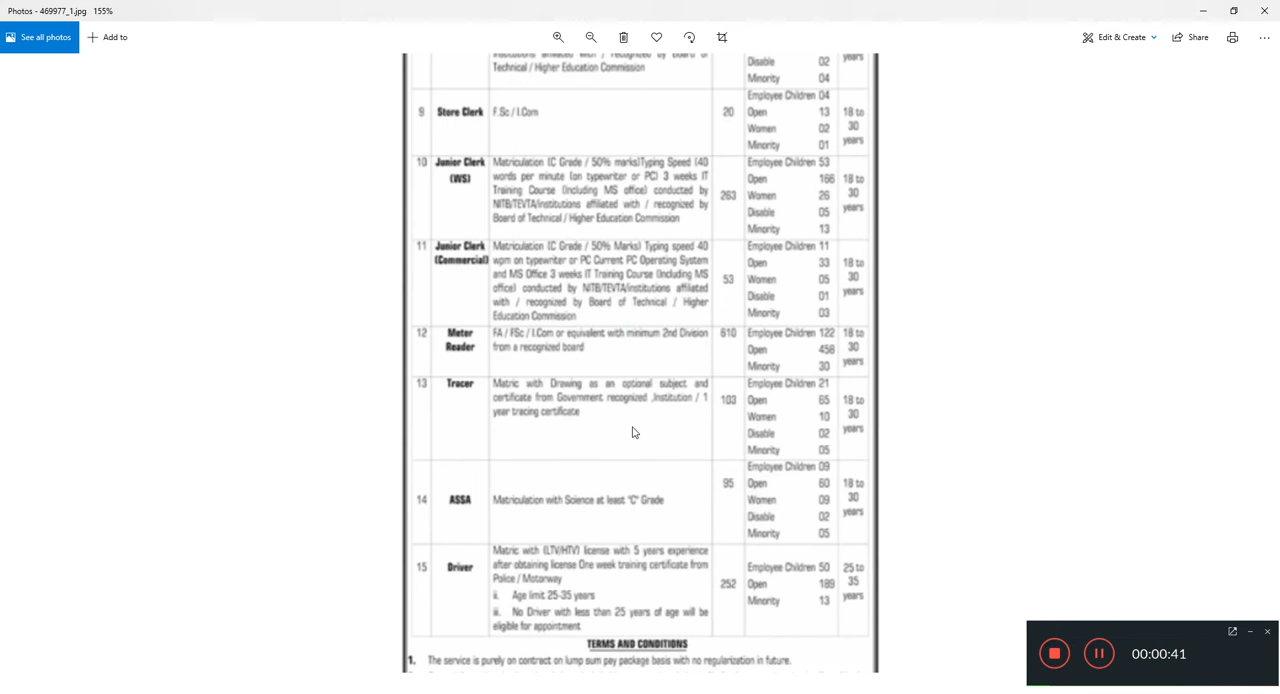 Photos - 469977_1.jpg   155%
See all photos
Add to
Edit & Create
Share
Technical / Higher Education Commission
Disable 02
years
Minority 04
9 Store Clerk F.Sc / I.Com 20
Employee Children 04
Open 13
Women 02
Minority 01
18 to
30
years
10 Junior Clerk
(WS)
Matriculation (C Grade / 50% marks)Typing Speed (40
words per minute (on typewriter or PC) 3 weeks IT
Training Course (Including MS office) conducted by
NITB/TEVTA/institutions affiliated with / recognized by
Board of Technical / Higher Education Commission
263
Employee Children 53
Open 166
Women 26
Disable 05
Minority 13
18 to
30
years
11 Junior Clerk
(Commercial)
Matriculation (C Grade / 50% Marks) Typing speed 40
wpm on typewriter or PC Current PC Operating System
and MS Office 3 weeks IT Training Course (Including MS
office) conducted by NITB/TEVTA/institutions affiliated
with / recognized by Board of Technical / Higher
Education Commission
53
Employee Children 11
Open 33
Women 05
Disable 01
Minority 03
18 to
30
years
12 Meter
Reader
FA / FSc / I.Com or equivalent with minimum 2nd Division
from a recognized board
610
Employee Children 122
Open 458
Minority 30
18 to
30
years
13 Tracer
Matric with Drawing as an optional subject and
certificate from Government recognized ,Institution / 1
year tracing certificate
103
Employee Children 21
Open 65
Women 10
Disable 02
Minority 05
18 to
30
years
14 ASSA Matriculation with Science at least "C" Grade
95
Employee Children 09
Open 60
Women 09
Disable 02
Minority 05
18 to
30
years
15 Driver
Matric with (LTV/HTV) license with 5 years experience
after obtaining license One week training certificate from
Police / Motorway
ii. Age limit 25-35 years
iii. No Driver with less than 25 years of age will be
eligible for appointment
252
Employee Children 50
Open 189
Minority 13
25 to
35
years
TERMS AND CONDITIONS
1. The service is purely on contract on lump sum pay package basis with no regularization in future.
00:00:41